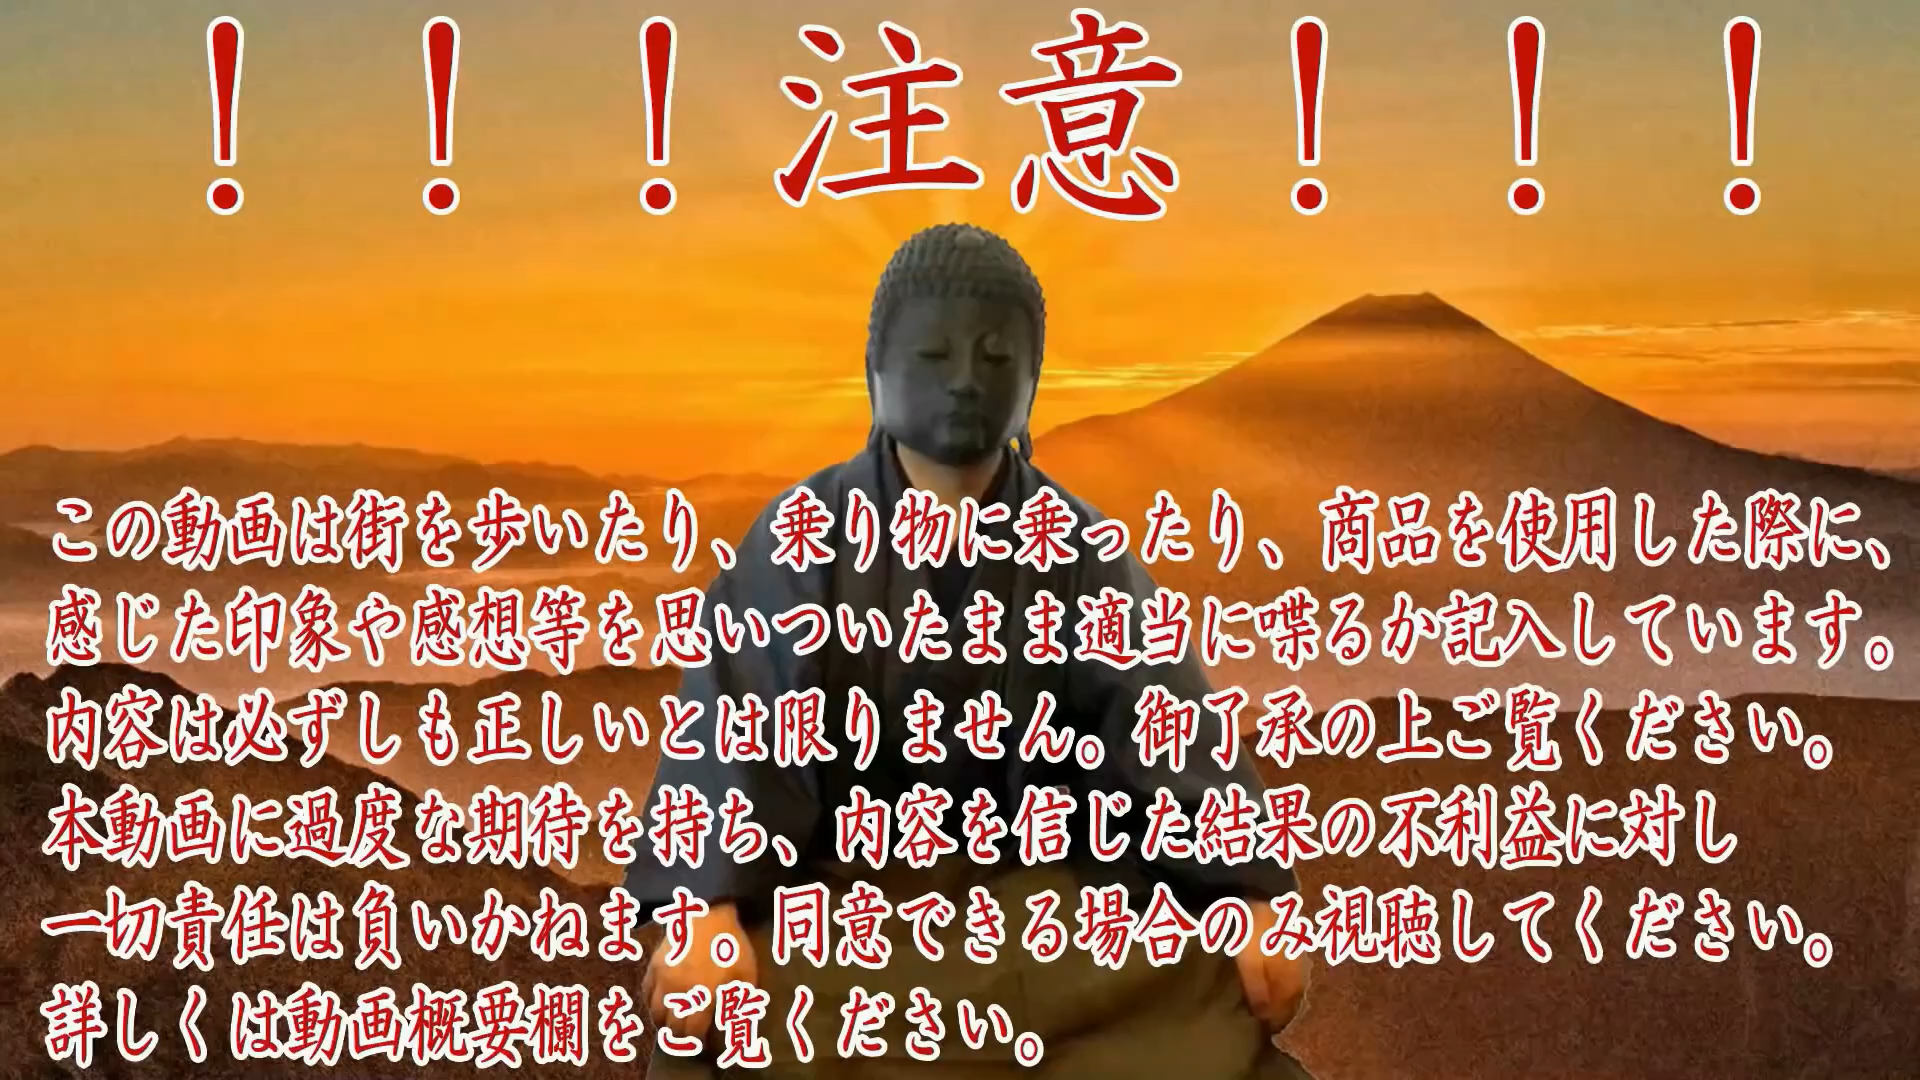 ！！！注意！！！
この動画は街を歩いたり、乗り物に乗ったり、商品を使用した際に、
感じた印象や感想等を思いついたまま適当に喋るか記入しています。
内容は必ずしも正しいとは限りません。御了承の上ご覧ください。
本動画に過度な期待を持ち、内容を信じた結果の不利益に対し
一切責任は負いかねます。同意できる場合のみ視聴してください。
詳しくは動画概要欄をご覧ください。